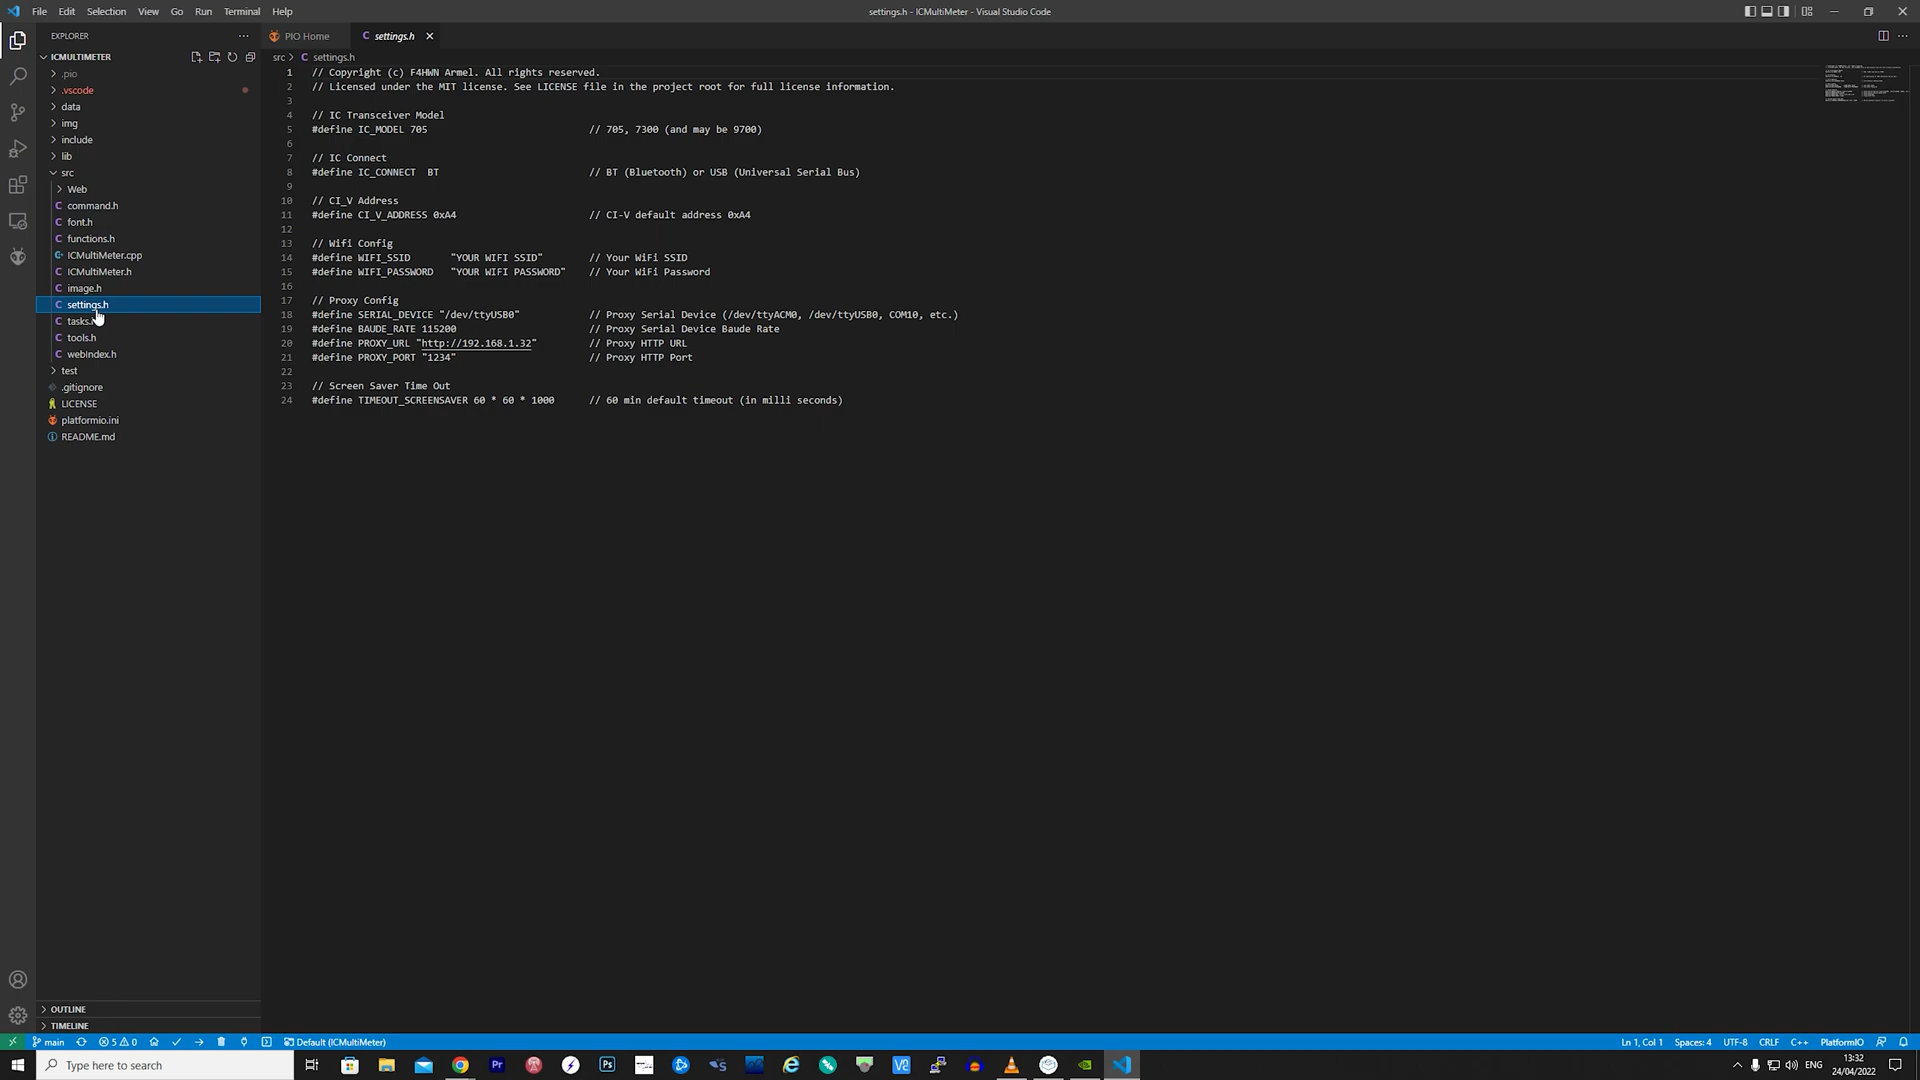 File Edit Selection View Go Run Terminal Help
settings.h - ICMultiMeter - Visual Studio Code
EXPLORER
ICMULTIMETER
.pio
.vscode
data
img
include
lib
src
Web
command.h
font.h
functions.h
ICMultiMeter.cpp
ICMultiMeter.h
image.h
settings.h
tasks.h
tools.h
webIndex.h
test
.gitignore
LICENSE
platformio.ini
README.md
OUTLINE
TIMELINE
PIO Home
settings.h
src > settings.h
1 // Copyright (c) F4HWN Armel. All rights reserved.
2 // Licensed under the MIT license. See LICENSE file in the project root for full license information.
3
4 // IC Transceiver Model
5 #define IC_MODEL 705 // 705, 7300 (and may be 9700)
6
7 // IC Connect
8 #define IC_CONNECT BT // BT (Bluetooth) or USB (Universal Serial Bus)
9
10 // CI_V Address
11 #define CI_V_ADDRESS 0xA4 // CI-V default address 0xA4
12
13 // Wifi Config
14 #define WIFI_SSID "YOUR WIFI SSID" // Your WiFi SSID
15 #define WIFI_PASSWORD "YOUR WIFI PASSWORD" // Your WiFi Password
16
17 // Proxy Config
18 #define SERIAL_DEVICE "/dev/ttyUSB0" // Proxy Serial Device (/dev/ttyACM0, /dev/ttyUSB0, COM10, etc.)
19 #define BAUDE_RATE 115200 // Proxy Serial Device Baude Rate
20 #define PROXY_URL "http://192.168.1.32" // Proxy HTTP URL
21 #define PROXY_PORT "1234" // Proxy HTTP Port
22
23 // Screen Saver Time Out
24 #define TIMEOUT_SCREENSAVER 60 * 60 * 1000 // 60 min default timeout (in milli seconds)
main 5 0 Default (ICMultiMeter)
Ln 1, Col 1 Spaces: 4 UTF-8 CRLF C++ PlatformIO
Type here to search
Pr
Ps
V2
ENG
13:32
24/04/2022